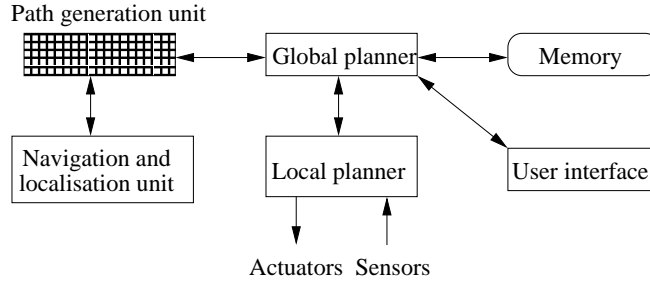 Path generation unit
Global planner
Memory
Navigation and
localisation unit
Local planner
User interface
Actuators
Sensors